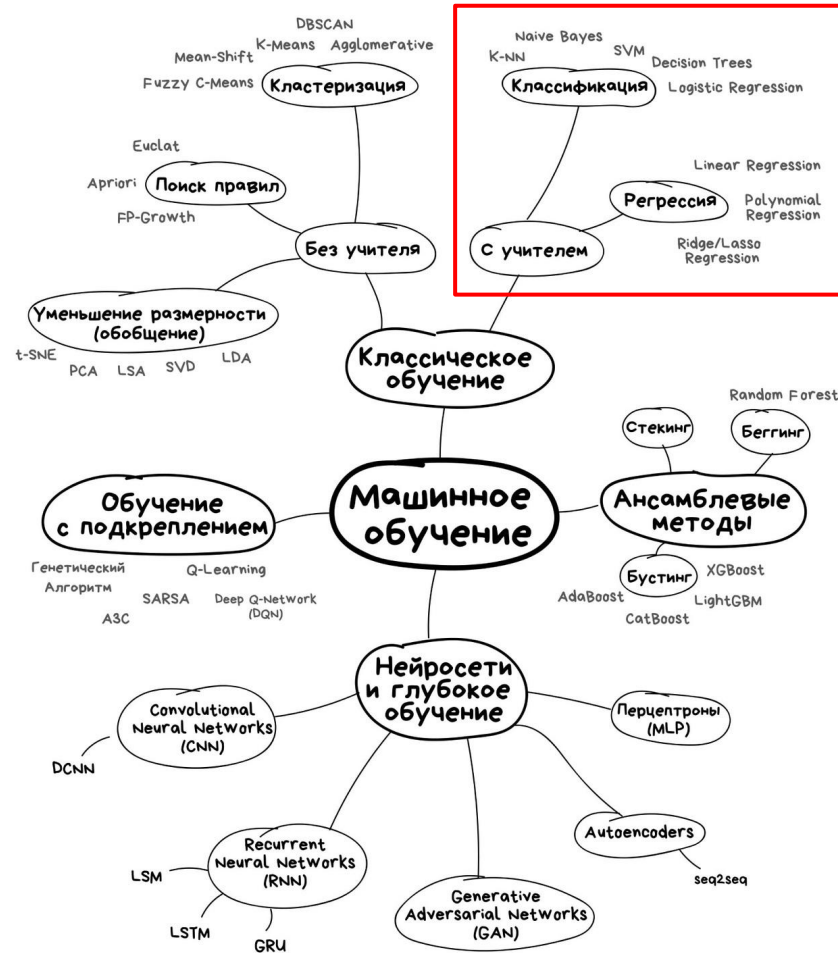 DBSCAN
K-Means
Agglomerative
Mean-Shift
Fuzzy C-Means
Кластеризация
Naive Bayes
K-NN
SVM
Decision Trees
Классификация
Logistic Regression
Euclat
Apriori
Поиск правил
FP-Growth
Linear Regression
Регрессия
Polynomial
Regression
Ridge/Lasso
Regression
Без учителя
С учителем
Уменьшение размерности
(обобщение)
t-SNE
PCA
LSA
SVD
LDA
Классическое
обучение
Random Forest
Стекинг
Беггинг
Обучение
с подкреплением
Машинное
обучение
Ансамблевые
методы
Генетический
Алгоритм
Q-Learning
A3C
SARSA
Deep Q-Network
(DQN)
Бустинг
XGBoost
AdaBoost
LightGBM
CatBoost
Нейросети
и глубокое
обучение
Convolutional
Neural Networks
(CNN)
DCNN
Перцептроны
(MLP)
Recurrent
Neural Networks
(RNN)
LSM
LSTM
GRU
Generative
Adversarial Networks
(GAN)
Autoencoders
seq2seq